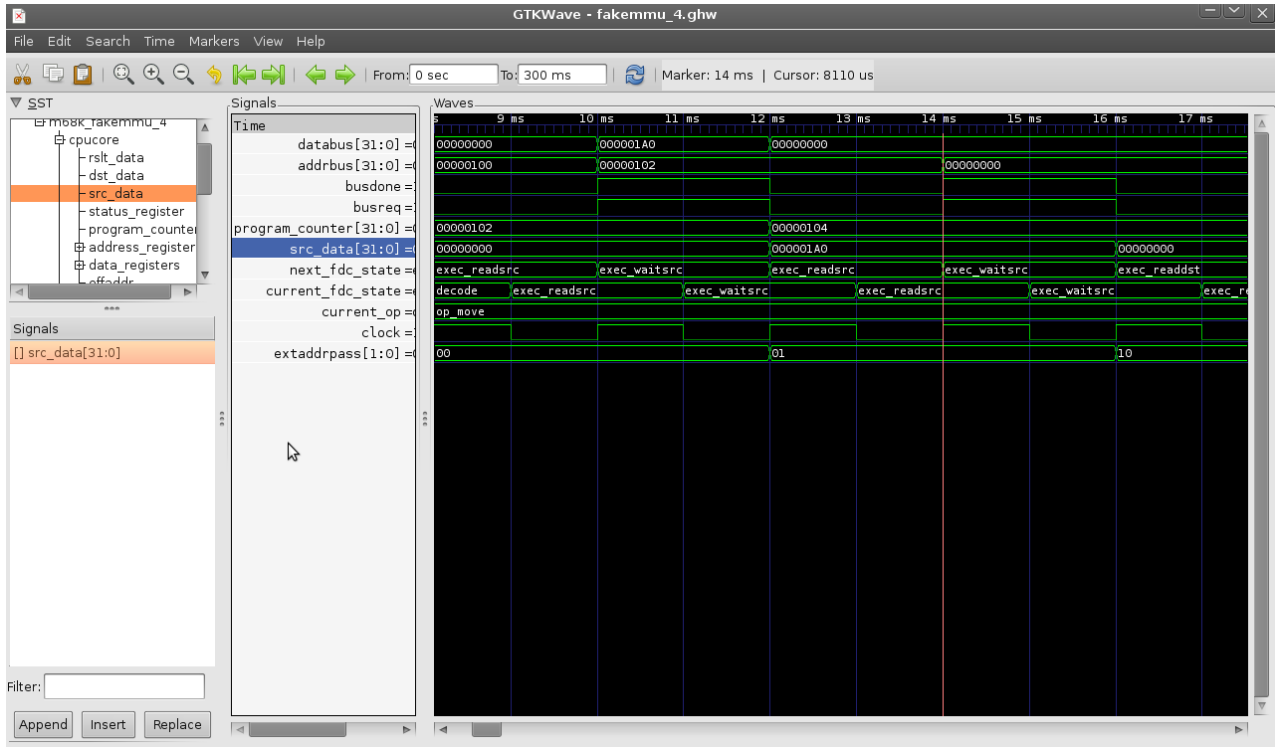 GTKWave - fakemmu_4.ghw
File Edit Search Time Markers View Help
From: 0 sec To: 300 ms Marker: 14 ms | Cursor: 8110 us
SST
m68k_fakemmu_4
cpucore
rslt_data
dst_data
src_data
status_register
program_counter
address_register
data_registers
effaddr
Signals
[] src_data[31:0]
Filter:
Append Insert Replace
Signals
Time
databus[31:0] =
addrbus[31:0] =
busdone =
busreq =
program_counter[31:0] =
src_data[31:0] =
next_fdc_state =
current_fdc_state =
current_op =
clock =
extaddrpass[1:0] =
Waves
s 9 ms 10 ms 11 ms 12 ms 13 ms 14 ms 15 ms 16 ms 17 ms
00000000 000001A0 00000000
00000100 00000102 00000000
00000102 00000104
00000000 000001A0 00000000
exec_readsrc exec_waitsrc exec_readsrc exec_waitsrc exec_readdst
decode exec_readsrc exec_waitsrc exec_readsrc exec_waitsrc exec_re
op_move
00 01 10